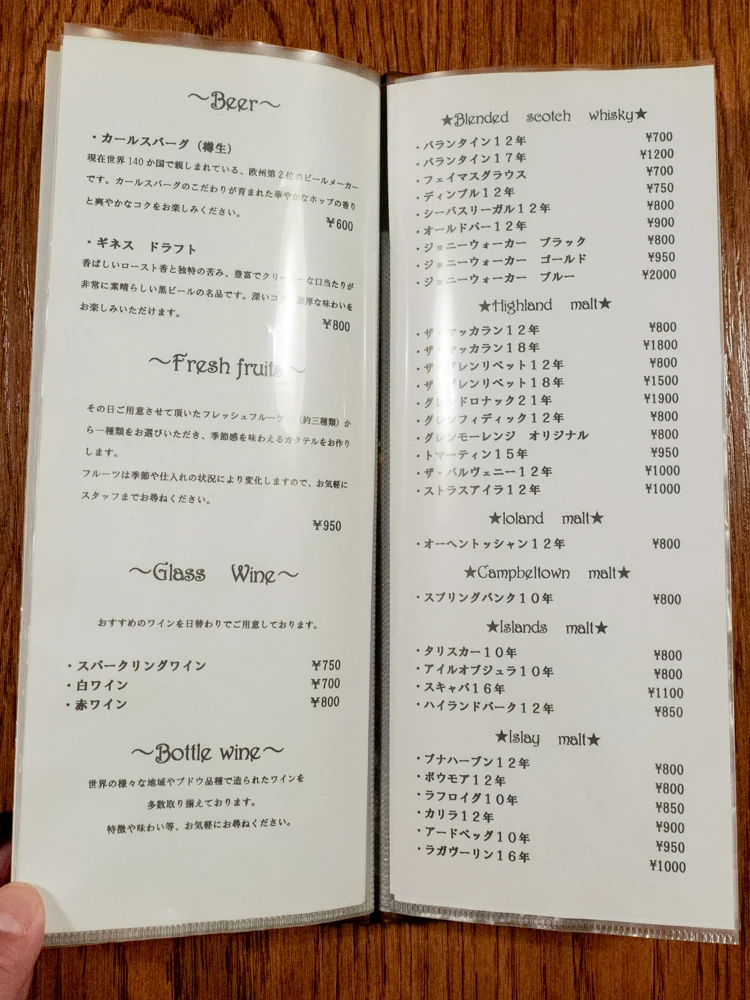 ～Beer～
・カールスバーグ（樽生）
現在世界140か国で親しまれている、欧州第2位のビールメーカー
です。カールスバーグのこだわりが育まれた華やかなホップの香り
と爽やかなコクをお楽しみください。
¥600
・ギネス ドラフト
香ばしいロースト香と独特の苦み、豊富でクリーミーな口当たりが
非常に素晴らしい黒ビールの名品です。深いコク、濃厚な味わいを
お楽しみいただけます。
¥800
～Fresh fruits～
その日ご用意させて頂いたフレッシュフルーツ （約三種類）か
ら一種類をお選びいただき、季節感を味わえるカクテルをお作り
します。
フルーツは季節や仕入れの状況により変化しますので、お気軽に
スタッフまでお尋ねください。
¥950
～Glass Wine～
おすすめのワインを日替わりでご用意しております。
・スパークリングワイン ¥750
・白ワイン ¥700
・赤ワイン ¥800
～Bottle wine～
世界の様々な地域やブドウ品種で造られたワインを
多数取り揃えております。
特徴や味わい等、お気軽にお尋ねください。
★Blended scotch whisky★
・バランタイン１２年 ¥700
・バランタイン１７年 ¥1200
・フェイマスグラウス ¥700
・ディンプル１２年 ¥750
・シーバスリーガル１２年 ¥800
・オールドパー１２年 ¥900
・ジョニーウォーカー ブラック ¥800
・ジョニーウォーカー ゴールド ¥950
・ジョニーウォーカー ブルー ¥2000
★Highland malt★
・ザ・マッカラン１２年 ¥800
・ザ・マッカラン１８年 ¥1800
・ザ・グレンリベット１２年 ¥800
・ザ・グレンリベット１８年 ¥1500
・グレンドロナック２１年 ¥1900
・グレンフィディック１２年 ¥800
・グレンモーレンジ オリジナル ¥800
・トマーティン１５年 ¥950
・ザ・バルヴェニー１２年 ¥1000
・ストラスアイラ１２年 ¥1000
★loland malt★
・オーヘントッシャン１２年 ¥800
★Campbeltown malt★
・スプリングバンク１０年 ¥800
★Islands malt★
・タリスカー１０年 ¥800
・アイルオブジュラ１０年 ¥800
・スキャパ１６年 ¥1100
・ハイランドパーク１２年 ¥850
★Islay malt★
・ブナハーブン１２年 ¥800
・ボウモア１２年 ¥800
・ラフロイグ１０年 ¥850
・カリラ１２年 ¥900
・アードベッグ１０年 ¥950
・ラガヴーリン１６年 ¥1000